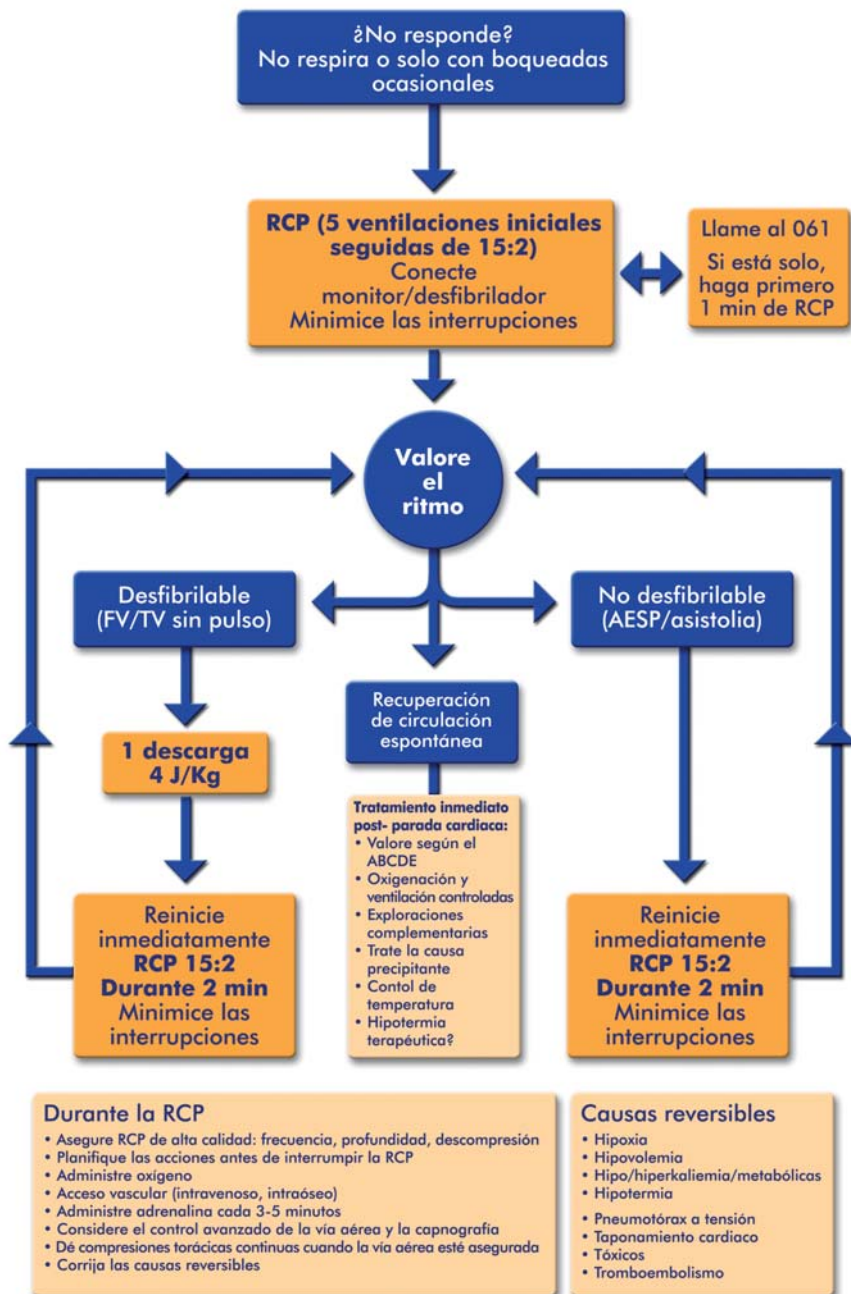 ¿No responde?
No respira o solo con boqueadas
ocasionales
RCP (5 ventilaciones iniciales
seguidas de 15:2)
Conecte
monitor/desfibrilador
Minimice las interrupciones
Llame al 061
Si está solo,
haga primero
1 min de RCP
Valore
el
ritmo
Desfibrilable
(FV/TV sin pulso)
No desfibrilable
(AESP/asistolia)
1 descarga
4 J/Kg
Recuperación
de circulación
espontánea
Tratamiento inmediato
post- parada cardiaca:
• Valore según el
ABCDE
• Oxigenación y
ventilación controladas
• Exploraciones
complementarias
• Trate la causa
precipitante
• Contol de
temperatura
• Hipotermia
terapéutica?
Reinicie
inmediatamente
RCP 15:2
Durante 2 min
Minimice las
interrupciones
Reinicie
inmediatamente
RCP 15:2
Durante 2 min
Minimice las
interrupciones
Durante la RCP
• Asegure RCP de alta calidad: frecuencia, profundidad, descompresión
• Planifique las acciones antes de interrumpir la RCP
• Administre oxígeno
• Acceso vascular (intravenoso, intraóseo)
• Administre adrenalina cada 3-5 minutos
• Considere el control avanzado de la vía aérea y la capnografía
• Dé compresiones torácicas continuas cuando la vía aérea esté asegurada
• Corrija las causas reversibles
Causas reversibles
• Hipoxia
• Hipovolemia
• Hipo/hiperkaliemia/metabólicas
• Hipotermia
• Pneumotórax a tensión
• Taponamiento cardiaco
• Tóxicos
• Tromboembolismo